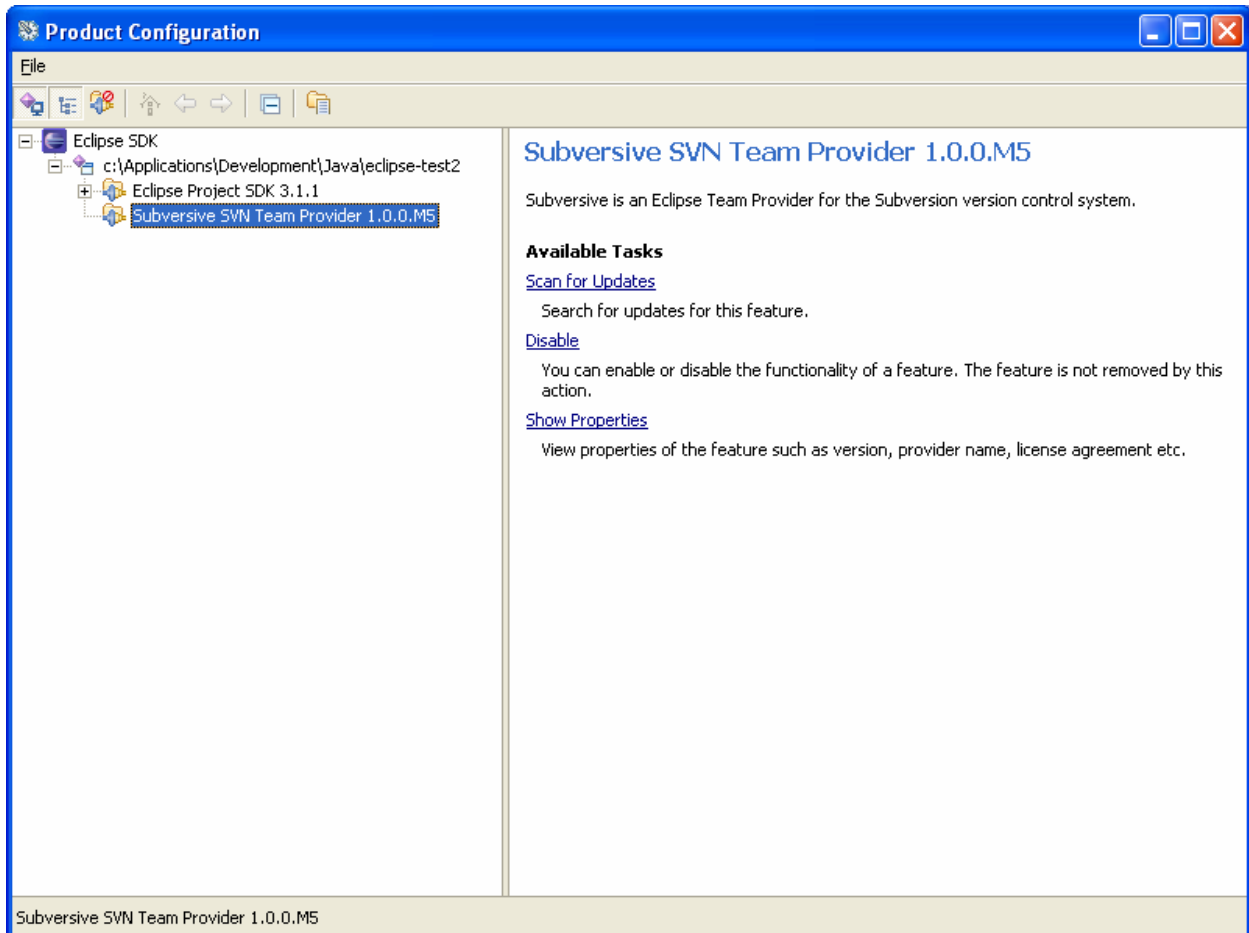 Product Configuration
File
Eclipse SDK
c:\Applications\Development\Java\eclipse-test2
Eclipse Project SDK 3.1.1
Subversive SVN Team Provider 1.0.0.M5
Subversive SVN Team Provider 1.0.0.M5
Subversive is an Eclipse Team Provider for the Subversion version control system.
Available Tasks
Scan for Updates
Search for updates for this feature.
Disable
You can enable or disable the functionality of a feature. The feature is not removed by this
action.
Show Properties
View properties of the feature such as version, provider name, license agreement etc.
Subversive SVN Team Provider 1.0.0.M5